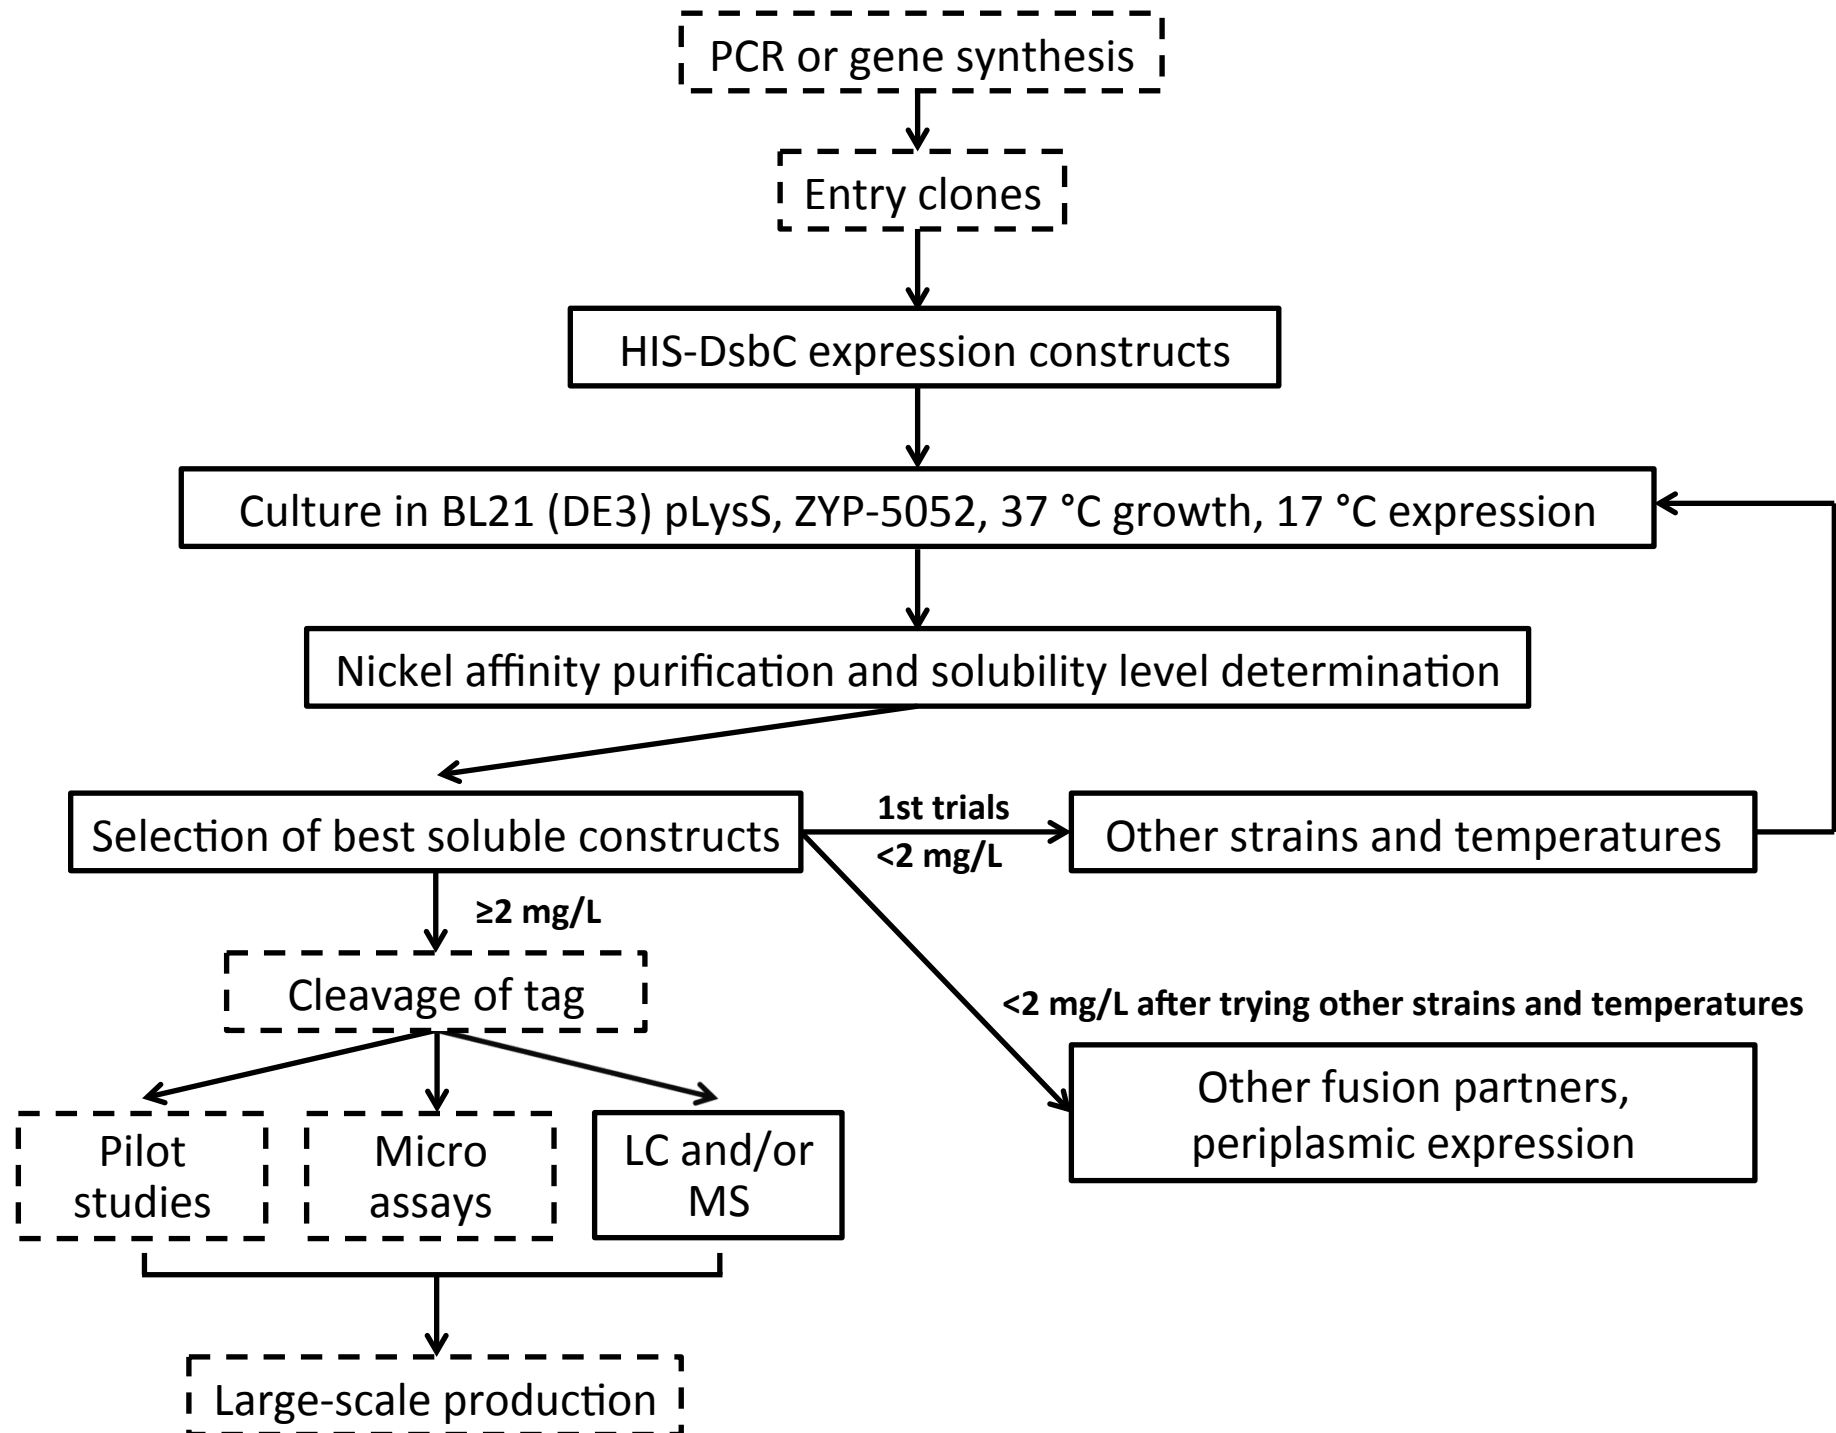 PCR or gene synthesis
Entry clones
HIS-DsbC expression constructs
Culture in BL21 (DE3) pLysS, ZYP-5052, 37 °C growth, 17 °C expression
Nickel affinity purification and solubility level determination
Selection of best soluble constructs
1st trials
<2 mg/L
Other strains and temperatures
≥2 mg/L
Cleavage of tag
<2 mg/L after trying other strains and temperatures
Other fusion partners,
periplasmic expression
Pilot
studies
Micro
assays
LC and/or
MS
Large-scale production